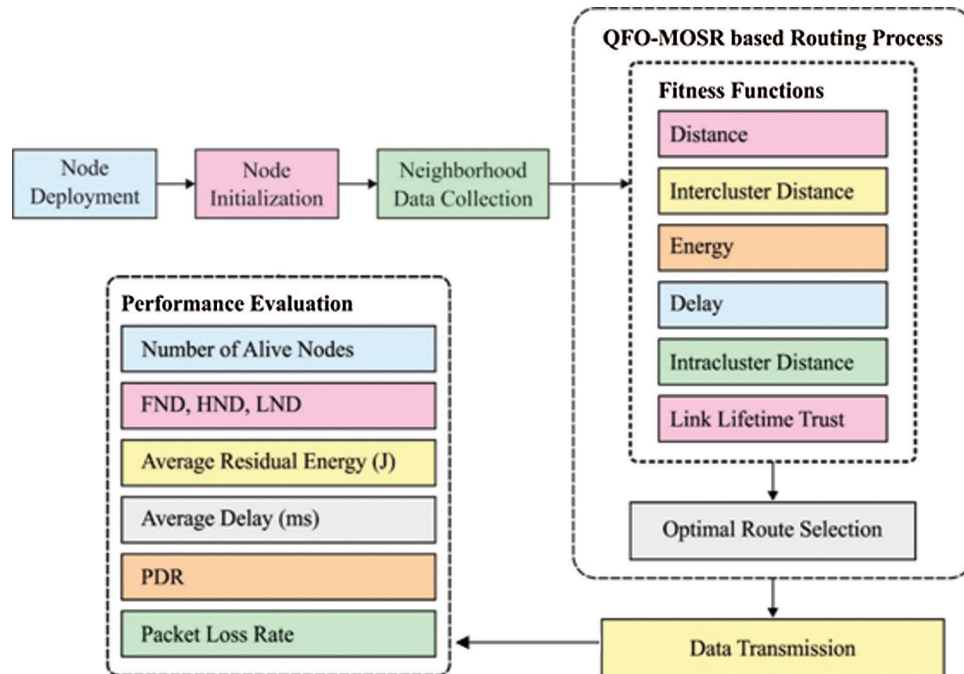 QFO-MOSR based Routing Process
Fitness Functions
Distance
Intercluster Distance
Energy
Delay
Intracluster Distance
Link Lifetime Trust
Optimal Route Selection
Node
Deployment
Node
Initialization
Neighborhood
Data Collection
Performance Evaluation
Number of Alive Nodes
FND, HND, LND
Average Residual Energy (J)
Average Delay (ms)
PDR
Packet Loss Rate
Data Transmission